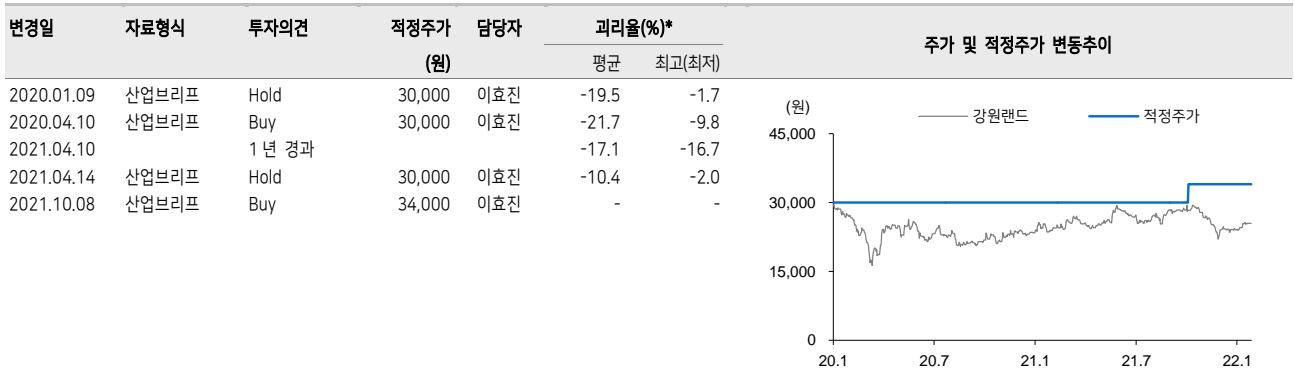 변경일 자료형식 투자의견 적정주가 담당자 괴리율(%)*
(원) 평균 최고(최저)
2020.01.09 산업브리프 Hold 30,000 이효진 -19.5 -1.7
2020.04.10 산업브리프 Buy 30,000 이효진 -21.7 -9.8
2021.04.10 1년 경과 -17.1 -16.7
2021.04.14 산업브리프 Hold 30,000 이효진 -10.4 -2.0
2021.10.08 산업브리프 Buy 34,000 이효진 - -
주가 및 적정주가 변동추이
(원)
강원랜드 적정주가
45,000
30,000
15,000
0
20.1 20.7 21.1 21.7 22.1